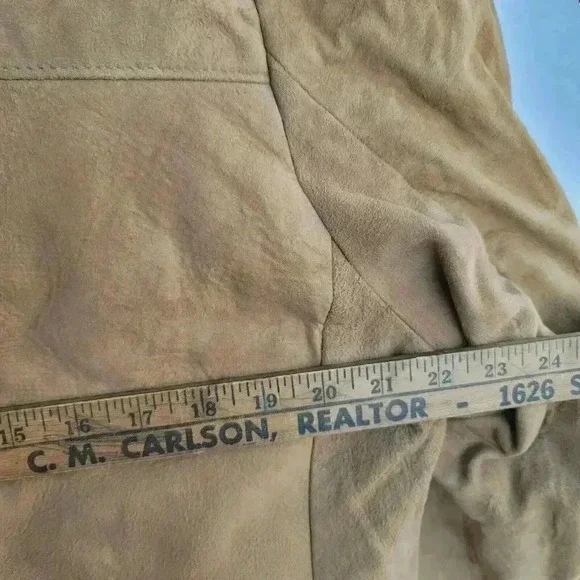 15 16 17 18 19 20 21 22 23 24
C. M. CARLSON, REALTOR - 1626 S